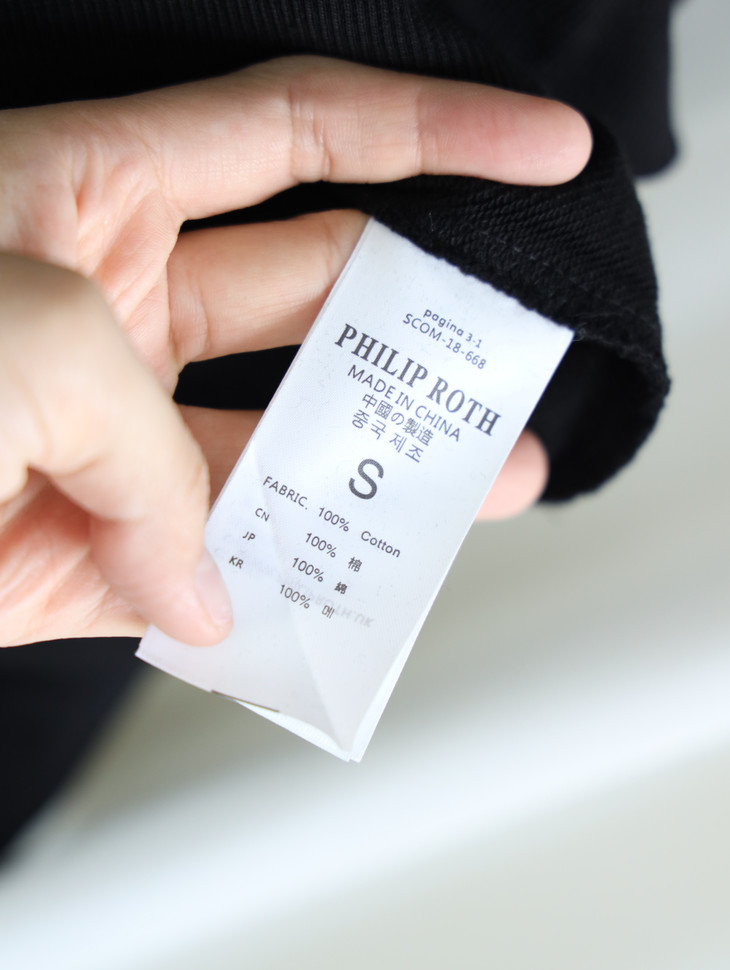 pagina 3-1
SCOM-18-668
PHILIP ROTH
MADE IN CHINA
中國の製造
중국 제조
S
FABRIC. 100% Cotton
CN 100% 棉
JP 100% 綿
KR 100% 면